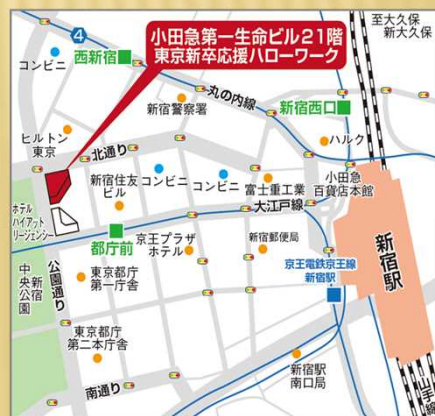 小田急第一生命ビル21階
東京新卒応援ハローワーク
至大久保
新大久保
4
西新宿
コンビニ
丸の内線
新宿警察署
新宿西口
ヒルトン
東京
北通り
ハルク
新宿住友
ビル
コンビニ
コンビニ
富士重工業
小田急
百貨店本館
大江戸線
ホテル
ハイアット
リージェンシー
都庁前
京王プラザ
ホテル
新宿郵便局
新宿駅
京王電鉄京王線
新宿駅
公園通り
新宿
中央公園
東京都庁
第一庁舎
東京都庁
第二本庁舎
新宿駅
南口局
南通り
山手線